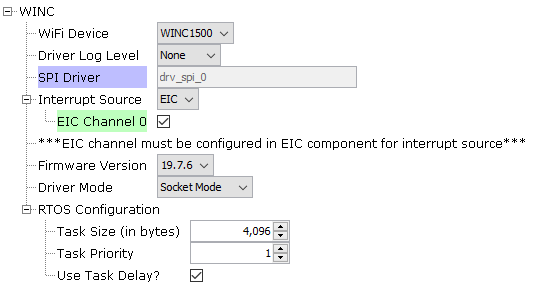 WINC
WiFi Device WINC1500
Driver Log Level None
SPI Driver drv_spi_0
Interrupt Source EIC
EIC Channel 0
***EIC channel must be configured in EIC component for interrupt source***
Firmware Version 19.7.6
Driver Mode Socket Mode
RTOS Configuration
Task Size (in bytes) 4,096
Task Priority 1
Use Task Delay?